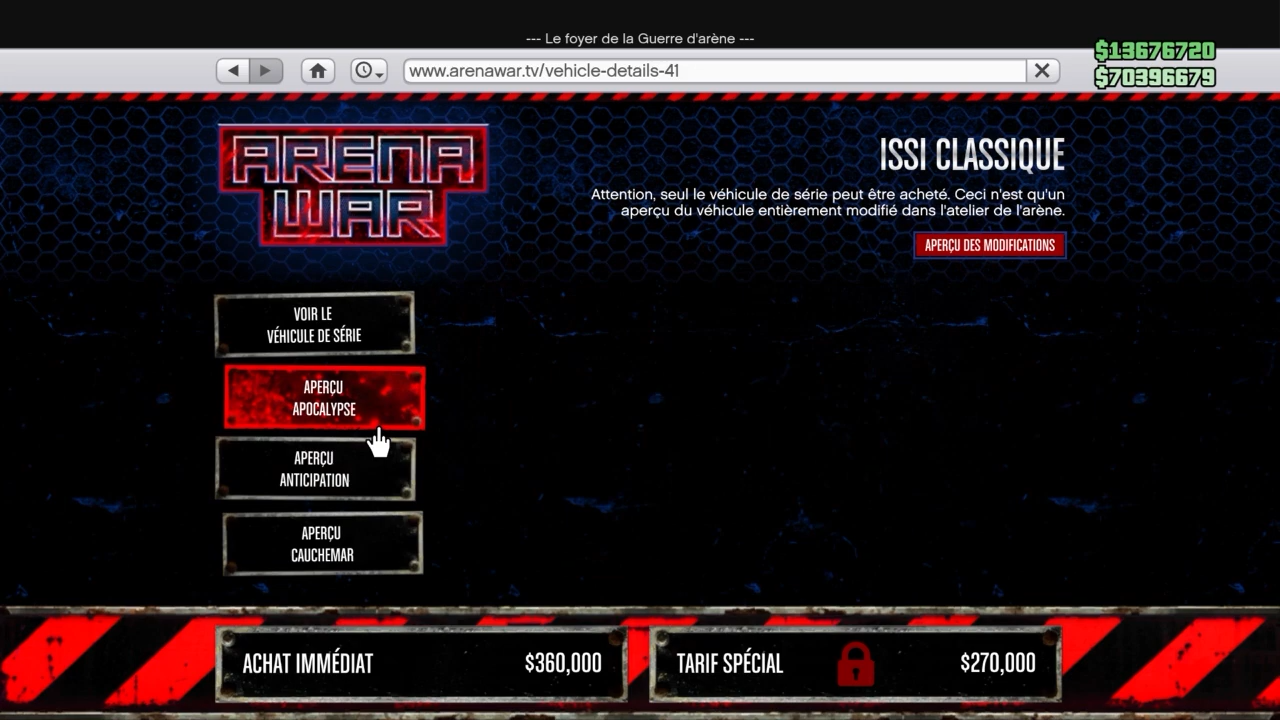 --- Le foyer de la Guerre d'arène ---
$13676720
www.arenawar.tv/vehicle-details-41
$70396679
ARENA
WAR
ISSI CLASSIQUE
Attention, seul le véhicule de série peut être acheté. Ceci n'est qu'un
aperçu du véhicule entièrement modifié dans l'atelier de l'arène.
APERÇU DES MODIFICATIONS
VOIR LE
VÉHICULE DE SÉRIE
APERÇU
APOCALYPSE
APERÇU
ANTICIPATION
APERÇU
CAUCHEMAR
ACHAT IMMÉDIAT $360,000
TARIF SPÉCIAL $270,000